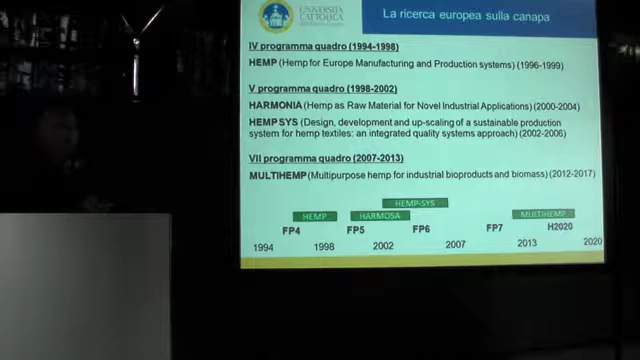 UNIVERSITÀ
CATTOLICA
La ricerca europea sulla canapa
IV programma quadro (1994-1998)
HEMP (Hemp for Europe Manufacturing and Production systems) (1996-1999)
V programma quadro (1998-2002)
HARMONIA (Hemp as Raw Material for Novel Industrial Applications) (2000-2004)
HEMP SYS (Design, development and up-scaling of a sustainable production
system for hemp textiles: an integrated quality systems approach) (2002-2006)
VII programma quadro (2007-2013)
MULTIHEMP (Multipurpose hemp for industrial bioproducts and biomass) (2012-2017)
HEMP-SYS
HEMP HARMOSA MULTIHEMP
FP4 FP5 FP6 FP7 H2020
1994 1998 2002 2007 2013 2020